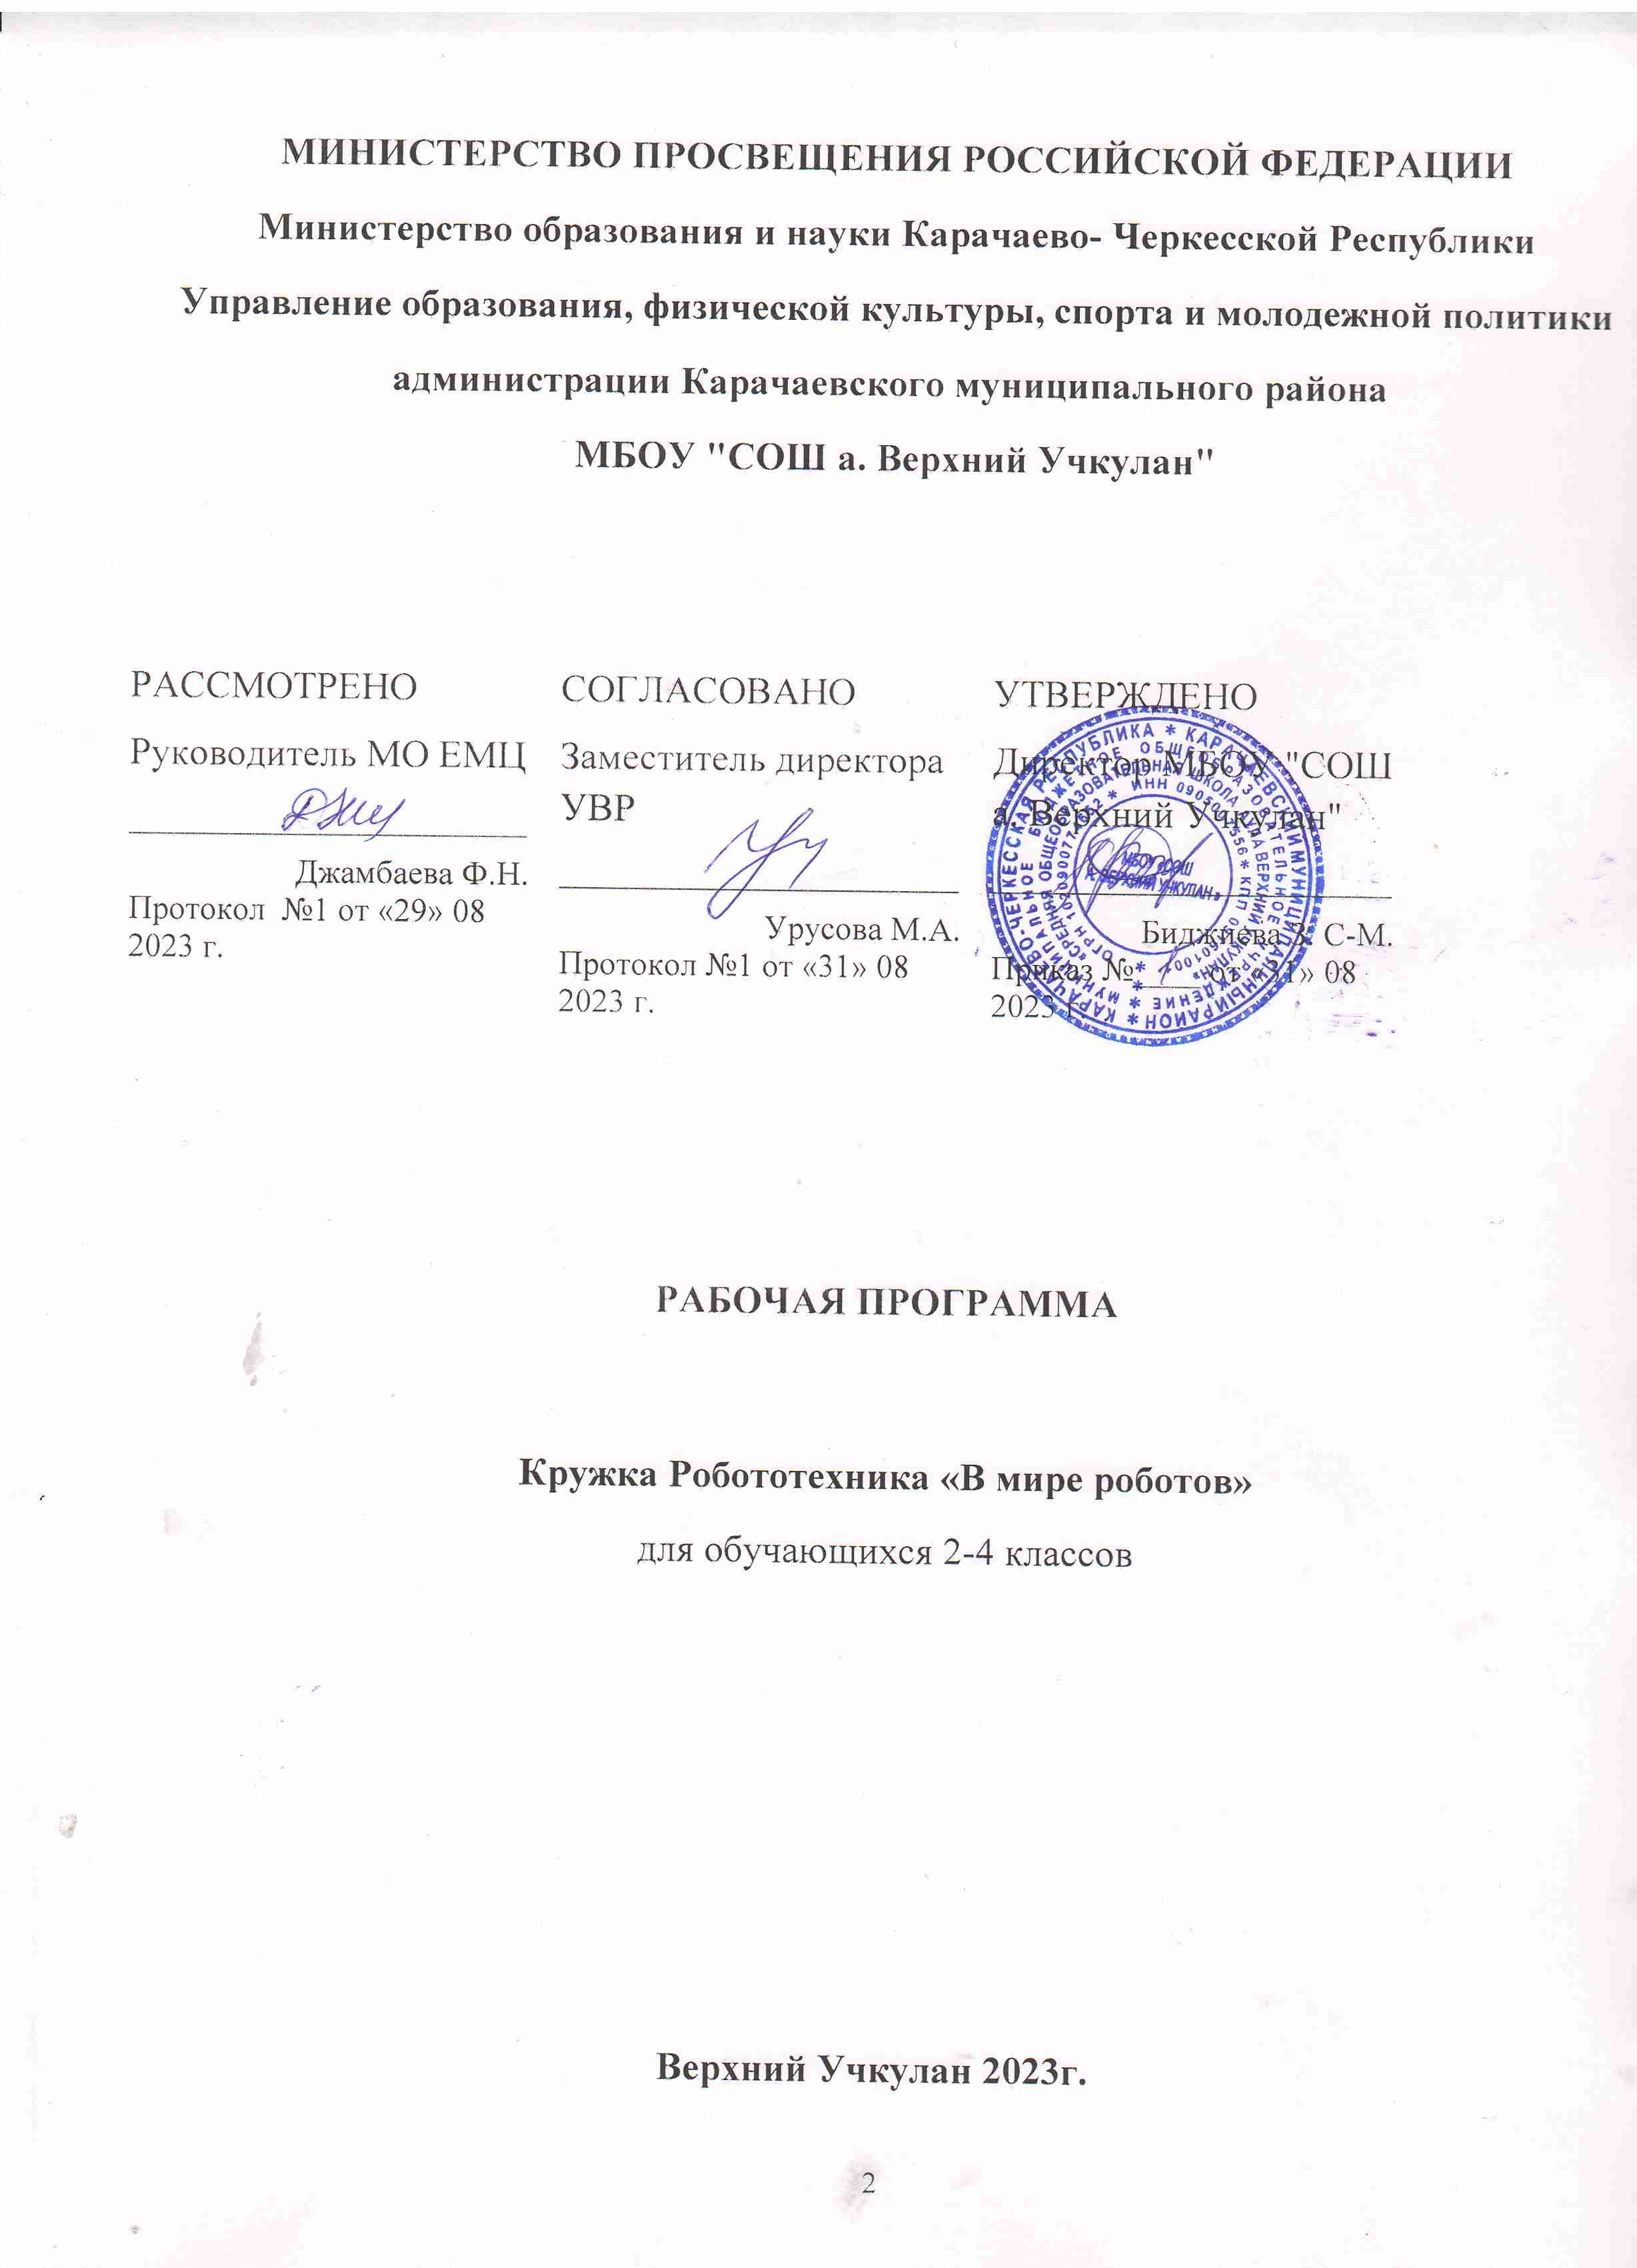 МИНИСТЕРСТВО ПРОСВЕЩЕНИЯ РОССИЙСКОЙ ФЕДЕРАЦИИ
Министерство образования и науки Карачаево- Черкесской Республики
Управление образования, физической культуры, спорта и молодежной политики
администрации Карачаевского муниципального района
МБОУ "СОШ а. Верхний Учкулан"
РАССМОТРЕНО
Руководитель МО ЕМЦ
Джамбаева Ф.Н.
Протокол №1 от «29» 08
2023 г.
СОГЛАСОВАНО
Заместитель директора
УВР
Урусова М.А.
Протокол №1 от «31» 08
2023 г.
УТВЕРЖДЕНО
Директор МБОУ "СОШ
а. Верхний Учкулан"
Биджиева З. С-М.
Приказ №____ от «31» 08
2023 г.
РАБОЧАЯ ПРОГРАММА
Кружка Робототехника «В мире роботов»
для обучающихся 2-4 классов
Верхний Учкулан 2023г.
2